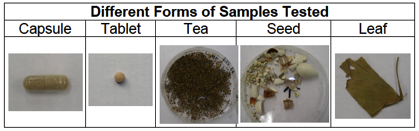 Different Forms of Samples Tested
Capsule Tablet Tea Seed Leaf